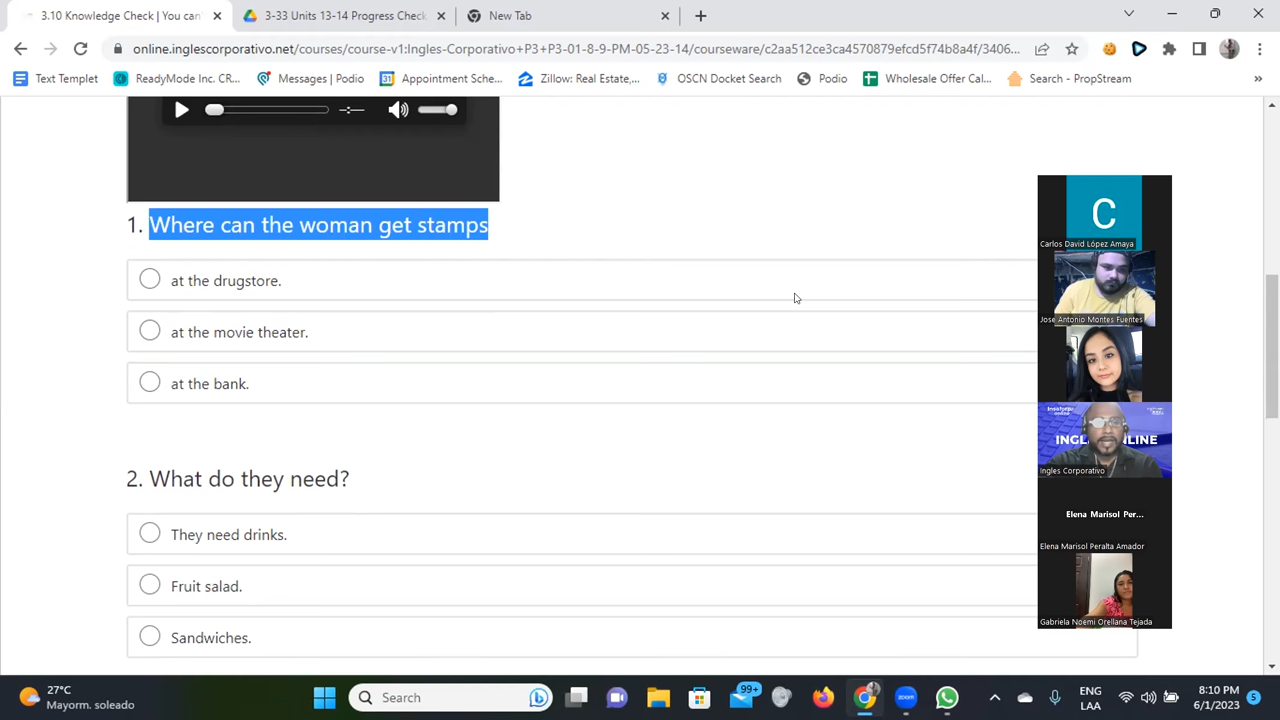 3.10 Knowledge Check | You can'
3-33 Units 13-14 Progress Check
New Tab
online.inglescorporativo.net/courses/course-v1:Ingles-Corporativo+P3+P3-01-8-9-PM-05-23-14/courseware/c2aa512ce3ca4570879efcd5f74b8a4f/3406...
Text Templet
ReadyMode Inc. CR...
Messages | Podio
Appointment Sche...
Zillow: Real Estate,...
OSCN Docket Search
Podio
Wholesale Offer Cal...
Search - PropStream
»
1. Where can the woman get stamps
at the drugstore.
at the movie theater.
at the bank.
2. What do they need?
They need drinks.
Fruit salad.
Sandwiches.
C
Carlos David López Amaya
Jose Antonio Montes Fuentes
Ingles Corporativo
Elena Marisol Per...
Elena Marisol Peralta Amador
Gabriela Noemi Orellana Tejada
27°C
Mayorm. soleado
Search
99+
ENG
LAA
8:10 PM
6/1/2023
5